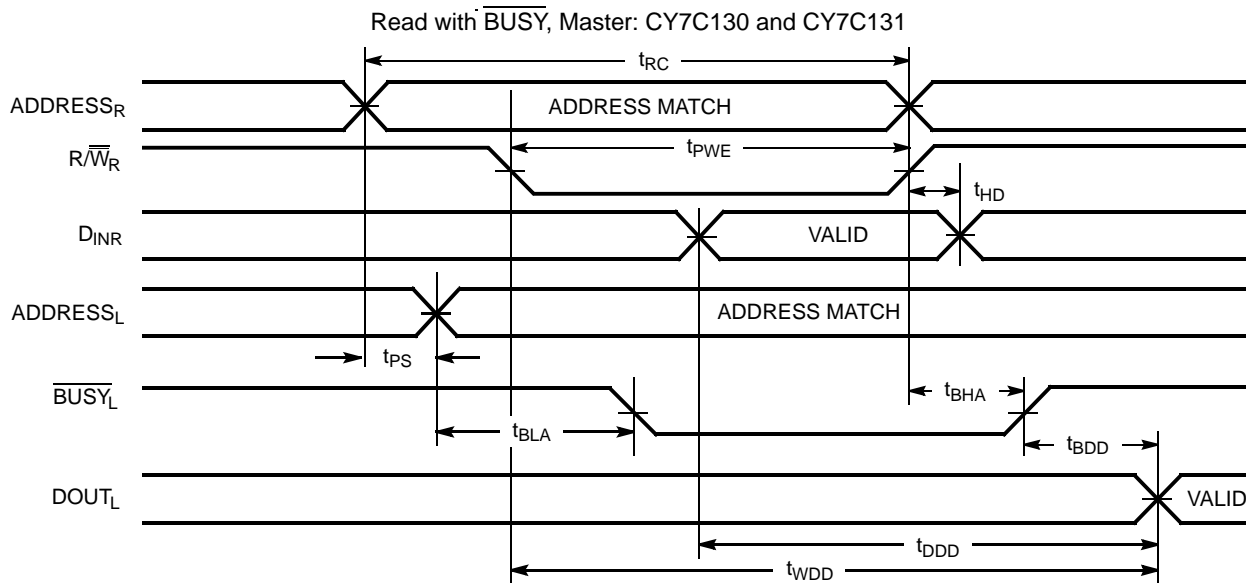 Read with BUSY, Master: CY7C130 and CY7C131
tRC
ADDRESSR
ADDRESS MATCH
R/WR
tPWE
tHD
DINR
VALID
ADDRESSL
ADDRESS MATCH
tPS
BUSYL
tBHA
tBLA
tBDD
DOUTL
VALID
tDDD
tWDD